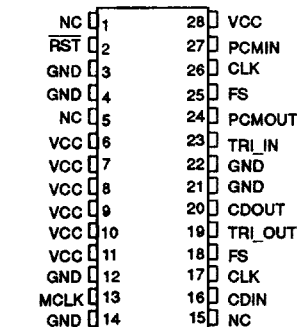 NC 1 28 VCC
RST 2 27 PCMIN
GND 3 26 CLK
GND 4 25 FS
NC 5 24 PCMOUT
VCC 6 23 TRI_IN
VCC 7 22 GND
VCC 8 21 GND
VCC 9 20 CDOUT
VCC 10 19 TRI_OUT
VCC 11 18 FS
GND 12 17 CLK
MCLK 13 16 CDIN
GND 14 15 NC